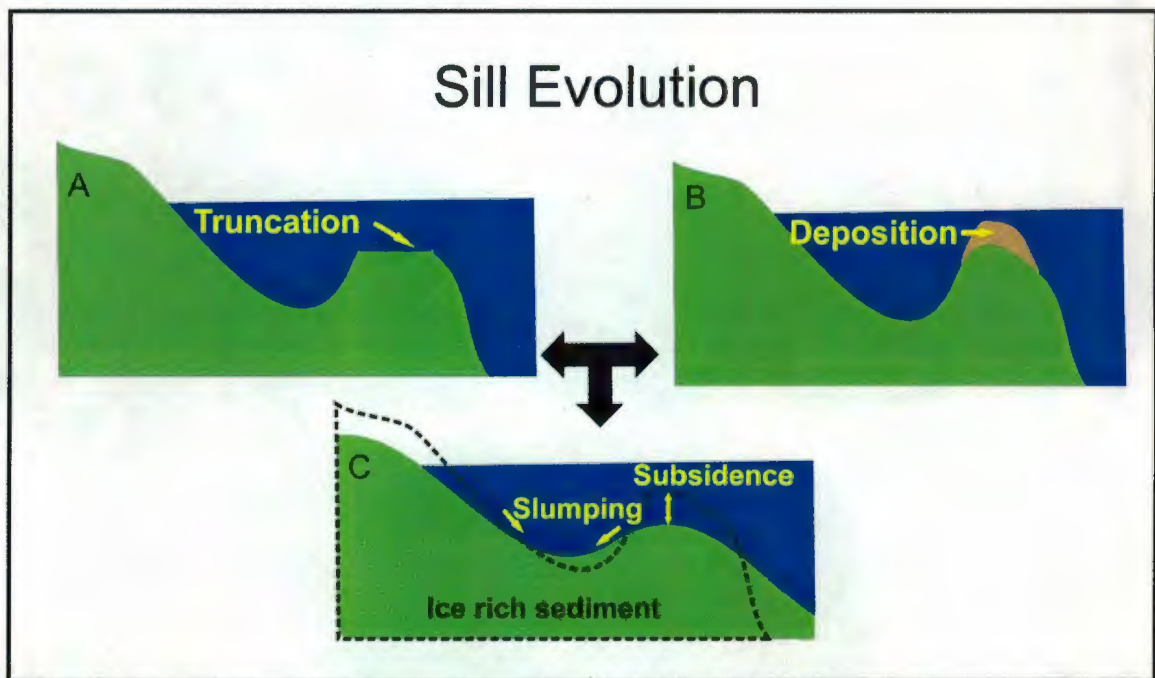 Sill Evolution
A
Truncation
B
Deposition
C
Subsidence
Slumping
Ice rich sediment